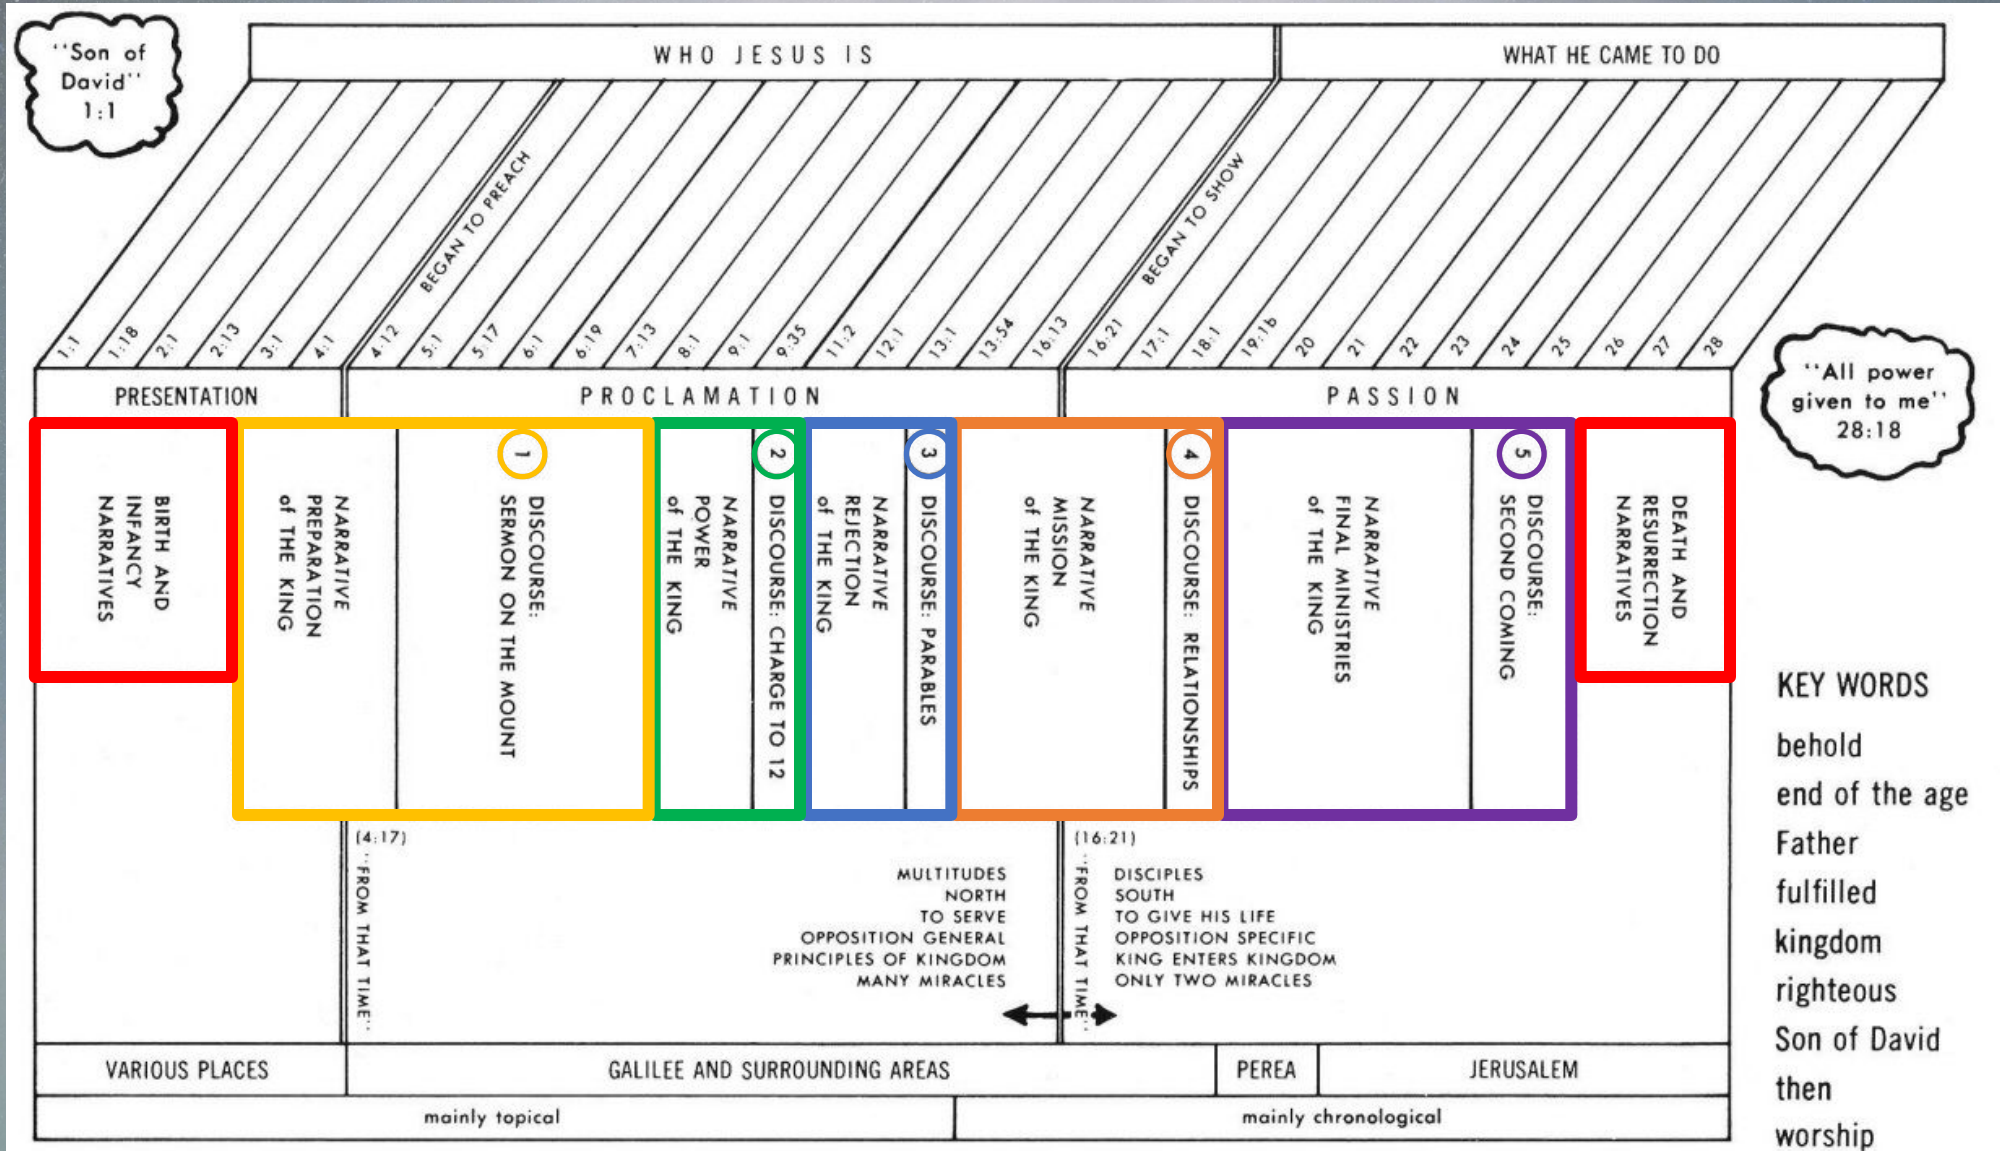 "Son of
David"
1:1
WHO JESUS IS
WHAT HE CAME TO DO
BEGAN TO PREACH
BEGAN TO SHOW
1:1
1:18
2:1
2:13
3:1
4:1
4:12
5:1
5:17
6:1
6:19
7:13
8:1
9:1
9:35
11:2
12:1
13:1
13:54
16:13
16:21
17:1
18:1
19:1b
20
21
22
23
24
25
26
27
28
"All power
given to me"
28:18
PRESENTATION
PROCLAMATION
PASSION
BIRTH AND
INFANCY
NARRATIVES
NARRATIVE
PREPARATION
of THE KING
1
DISCOURSE:
SERMON ON THE MOUNT
NARRATIVE
POWER
of THE KING
2
DISCOURSE: CHARGE TO 12
NARRATIVE
REJECTION
of THE KING
3
DISCOURSE: PARABLES
NARRATIVE
MISSION
of THE KING
4
DISCOURSE: RELATIONSHIPS
NARRATIVE
FINAL MINISTRIES
of THE KING
5
DISCOURSE:
SECOND COMING
DEATH AND
RESURRECTION
NARRATIVES
(4:17)
"FROM THAT TIME"
MULTITUDES
NORTH
TO SERVE
OPPOSITION GENERAL
PRINCIPLES OF KINGDOM
MANY MIRACLES
(16:21)
"FROM THAT TIME"
DISCIPLES
SOUTH
TO GIVE HIS LIFE
OPPOSITION SPECIFIC
KING ENTERS KINGDOM
ONLY TWO MIRACLES
KEY WORDS
behold
end of the age
Father
fulfilled
kingdom
righteous
Son of David
then
worship
VARIOUS PLACES
GALILEE AND SURROUNDING AREAS
PEREA
JERUSALEM
mainly topical
mainly chronological